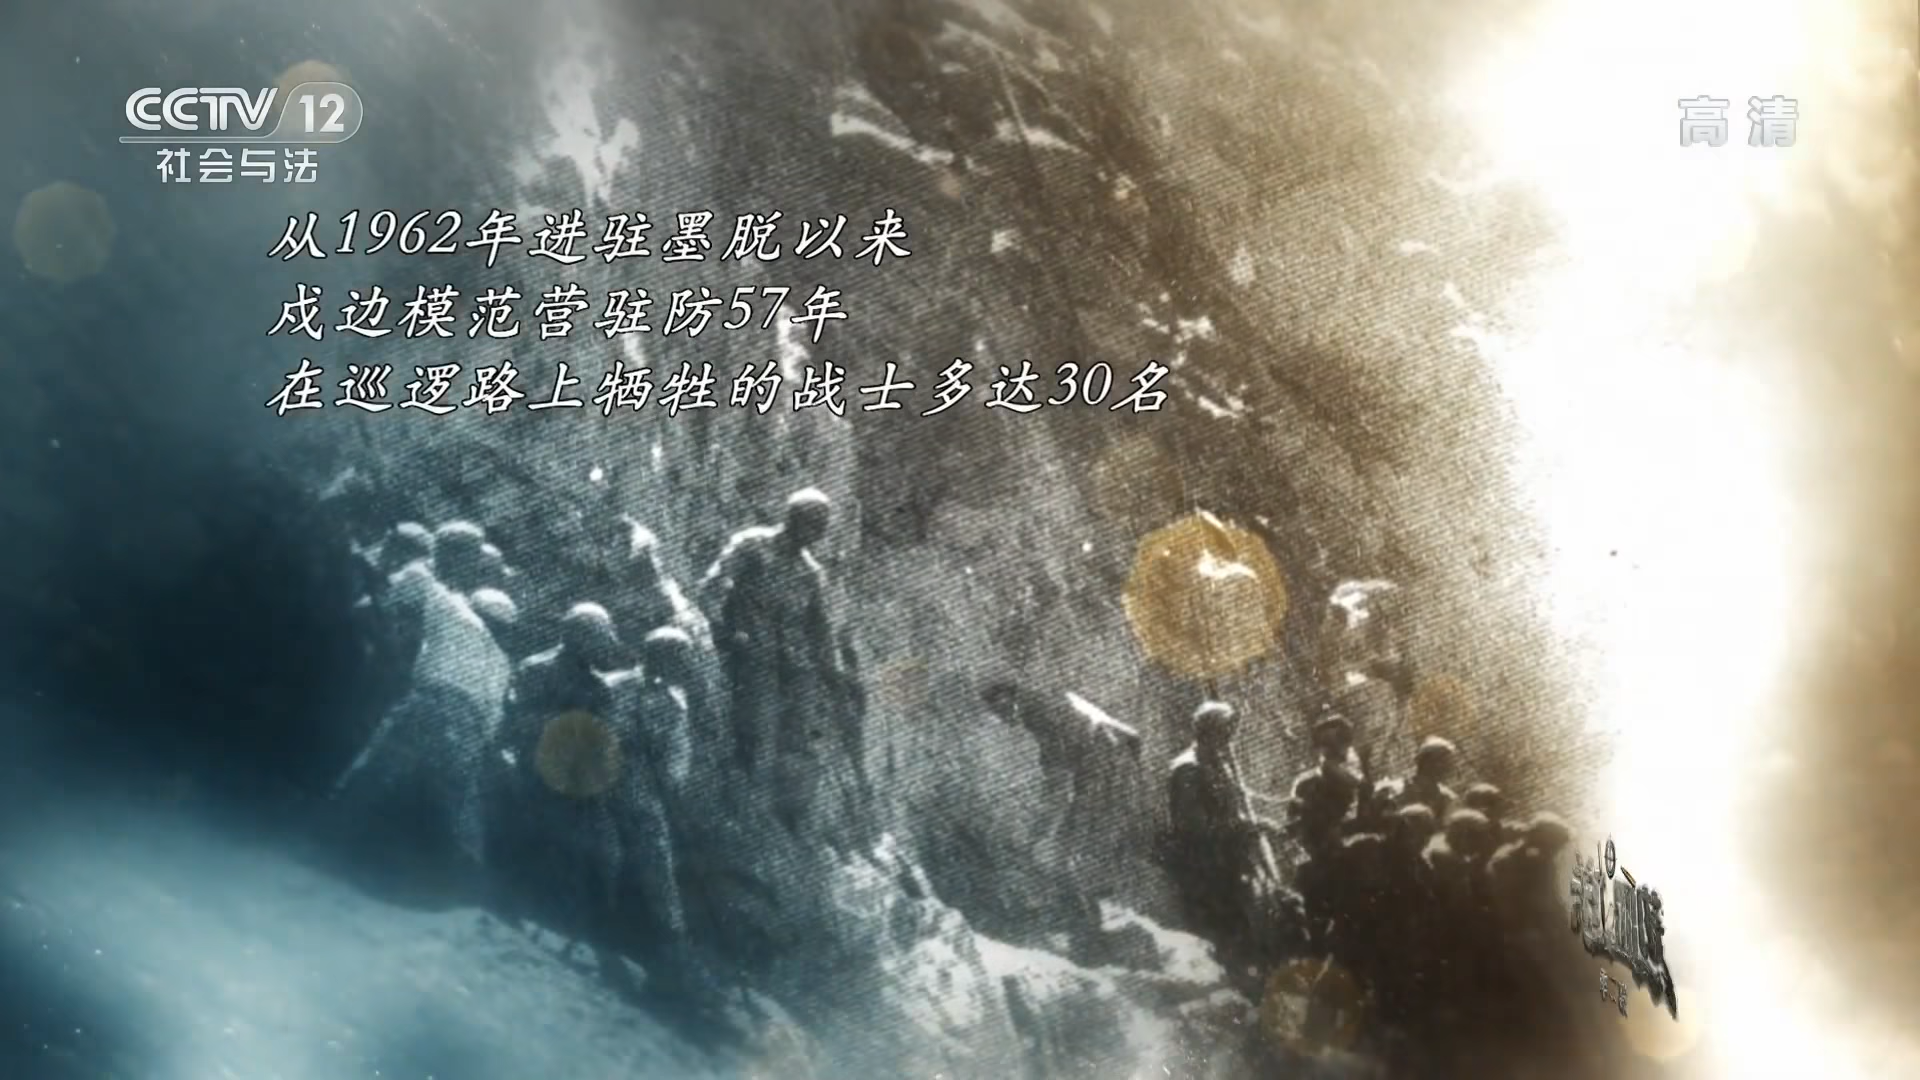 CCTV 12
社会与法
高清
从1962年进驻墨脱以来
戍边模范营驻防57年
在巡逻路上牺牲的战士多达30名